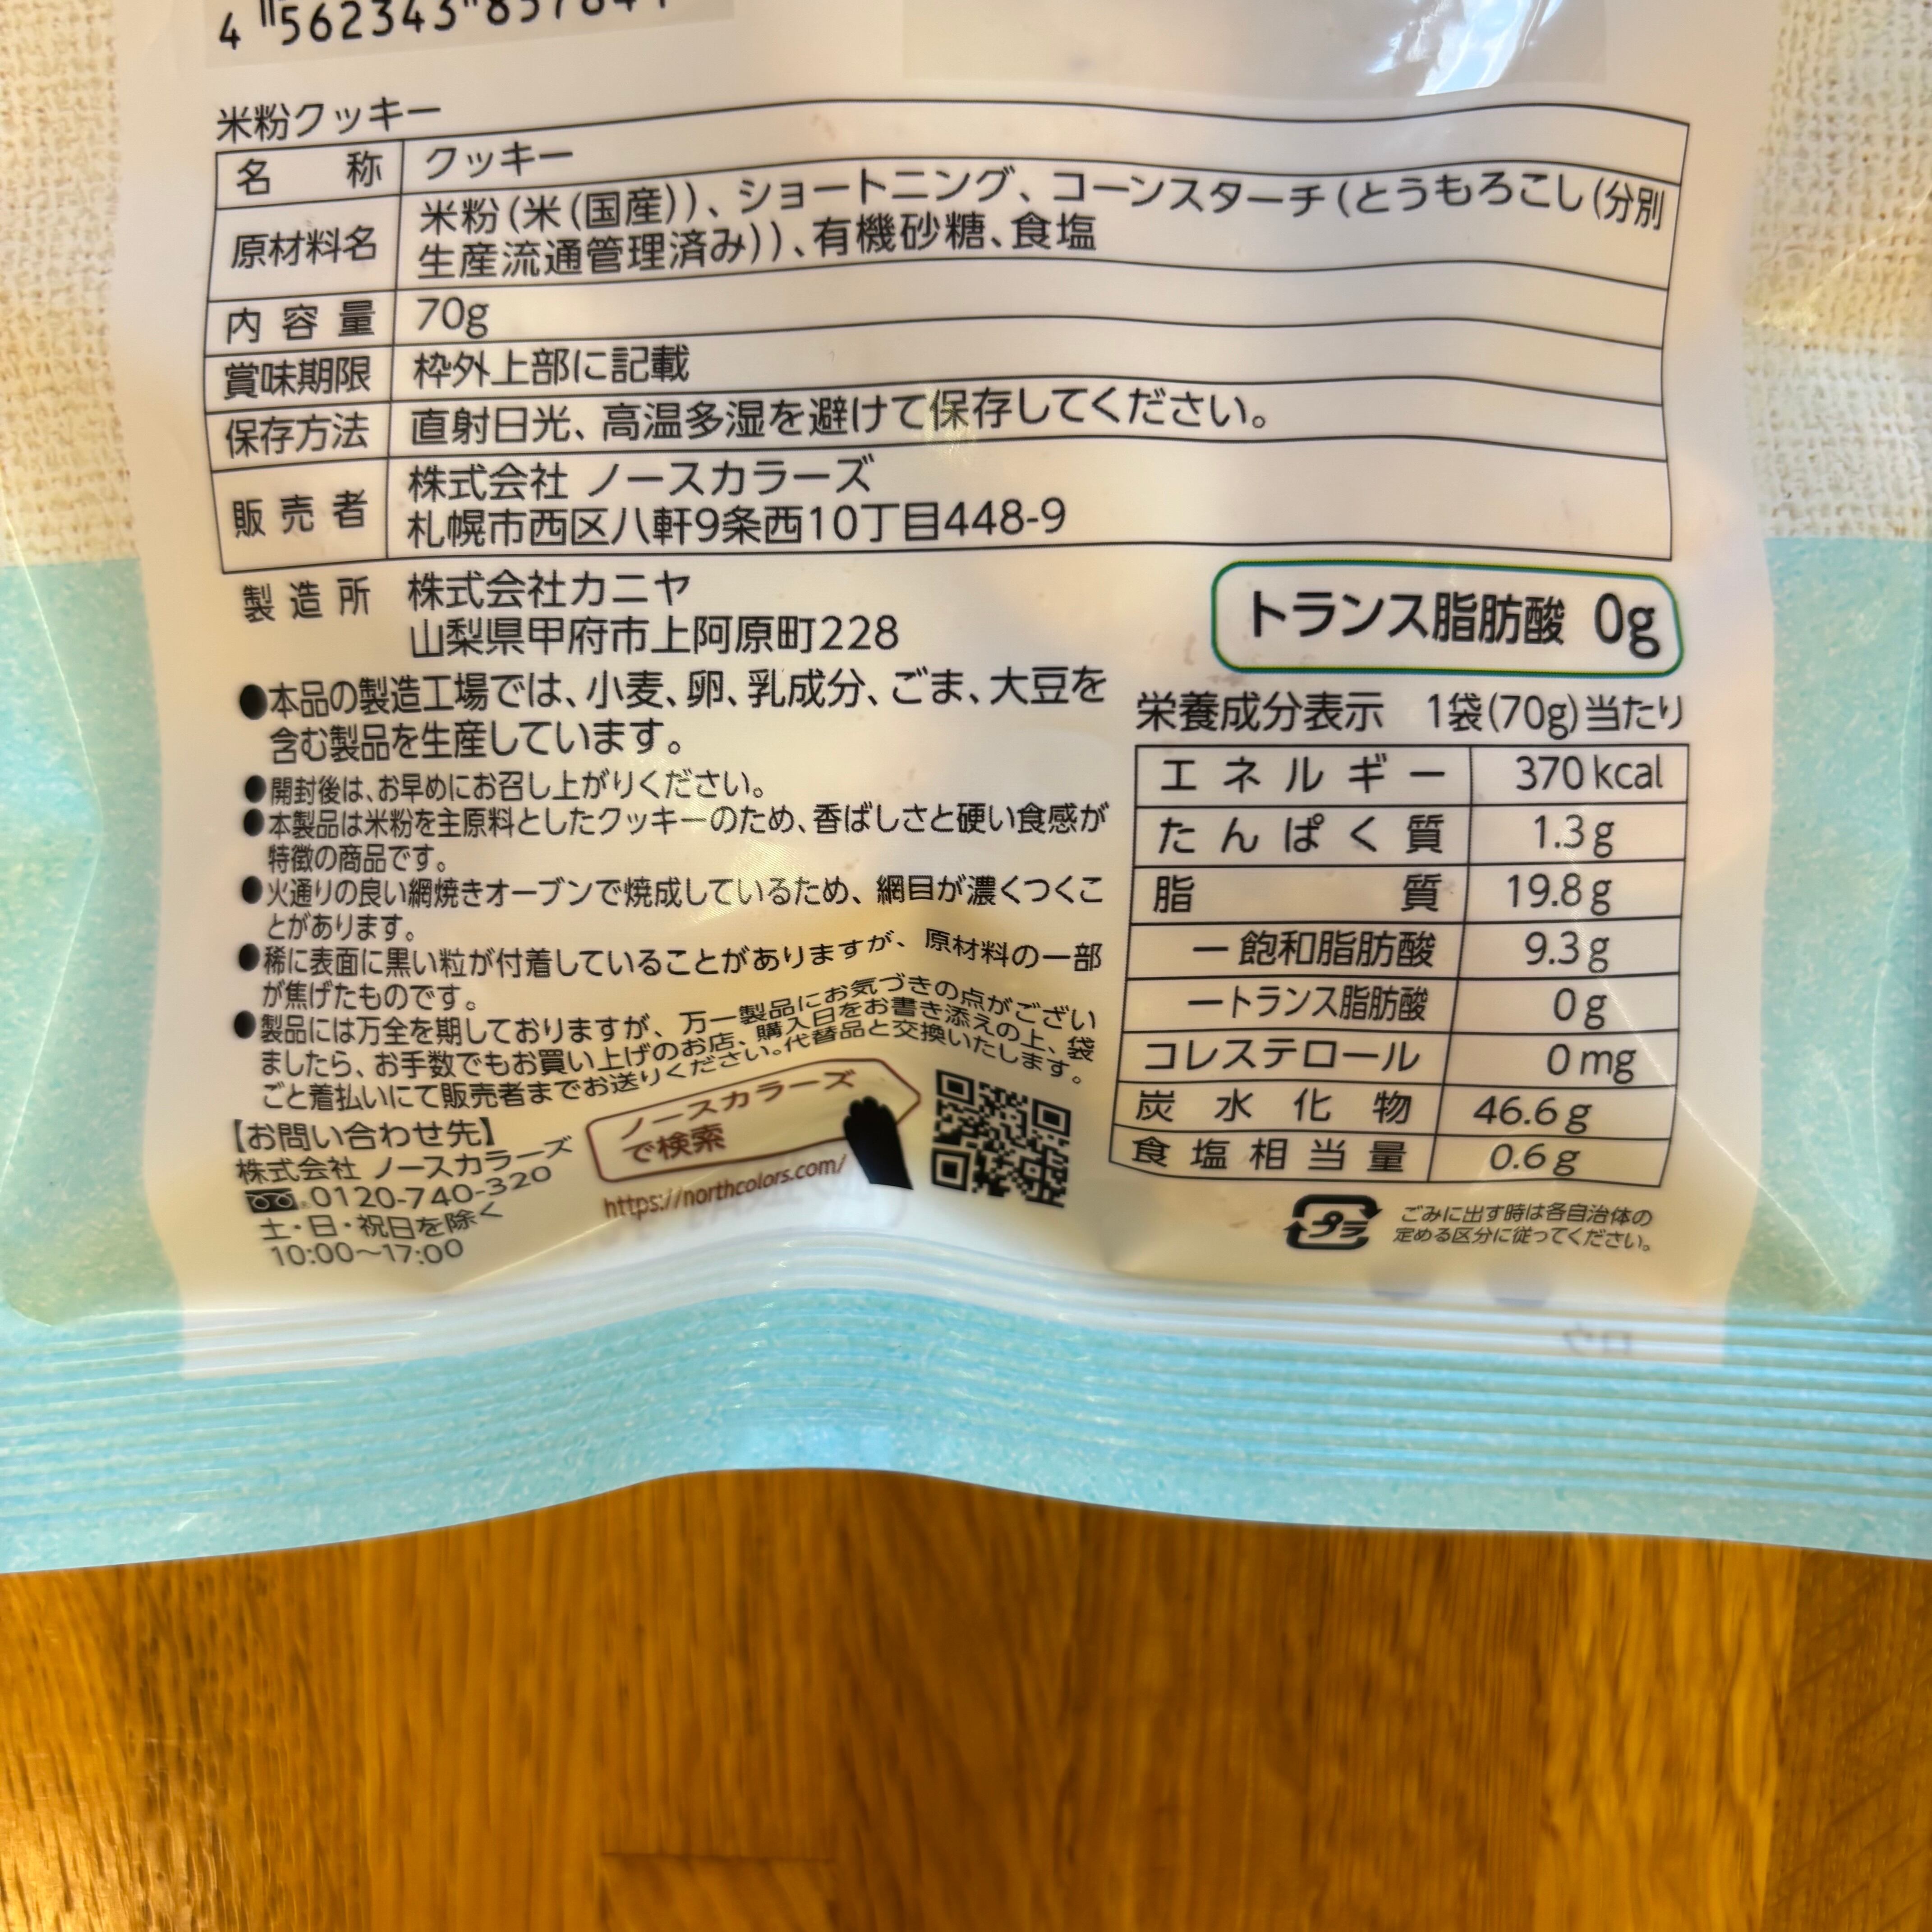 米粉クッキー
名 称 クッキー
原材料名 米粉(米(国産))、ショートニング、コーンスターチ(とうもろこし(分別
生産流通管理済み))、有機砂糖、食塩
内容量 70g
賞味期限 枠外上部に記載
保存方法 直射日光、高温多湿を避けて保存してください。
販売者 株式会社 ノースカラーズ
札幌市西区八軒9条西10丁目448-9
製造所 株式会社カニヤ
山梨県甲府市上阿原町228
●本品の製造工場では、小麦、卵、乳成分、ごま、大豆を
含む製品を生産しています。
●開封後は、お早めにお召し上がりください。
●本製品は米粉を主原料としたクッキーのため、香ばしさと硬い食感が
特徴の商品です。
●火通りの良い網焼きオーブンで焼成しているため、網目が濃くつくこ
とがあります。
●稀に表面に黒い粒が付着していることがありますが、原材料の一部
が焦げたものです。
●製品には万全を期しておりますが、万一製品にお気づきの点がござい
ましたら、お手数でもお買い上げのお店、購入日をお書き添えの上、袋
ごと着払いにて販売者までお送りください。代替品と交換いたします。
【お問い合わせ先】
株式会社 ノースカラーズ
0120-740-320
土・日・祝日を除く
10:00〜17:00
ノースカラーズ
で検索
https://northcolors.com/
トランス脂肪酸 0g
栄養成分表示 1袋(70g)当たり
エネルギー 370kcal
たんぱく質 1.3g
脂質 19.8g
ー飽和脂肪酸 9.3g
ートランス脂肪酸 0g
コレステロール 0mg
炭水化物 46.6g
食塩相当量 0.6g
プラ
ごみに出す時は各自治体の
定める区分に従ってください。